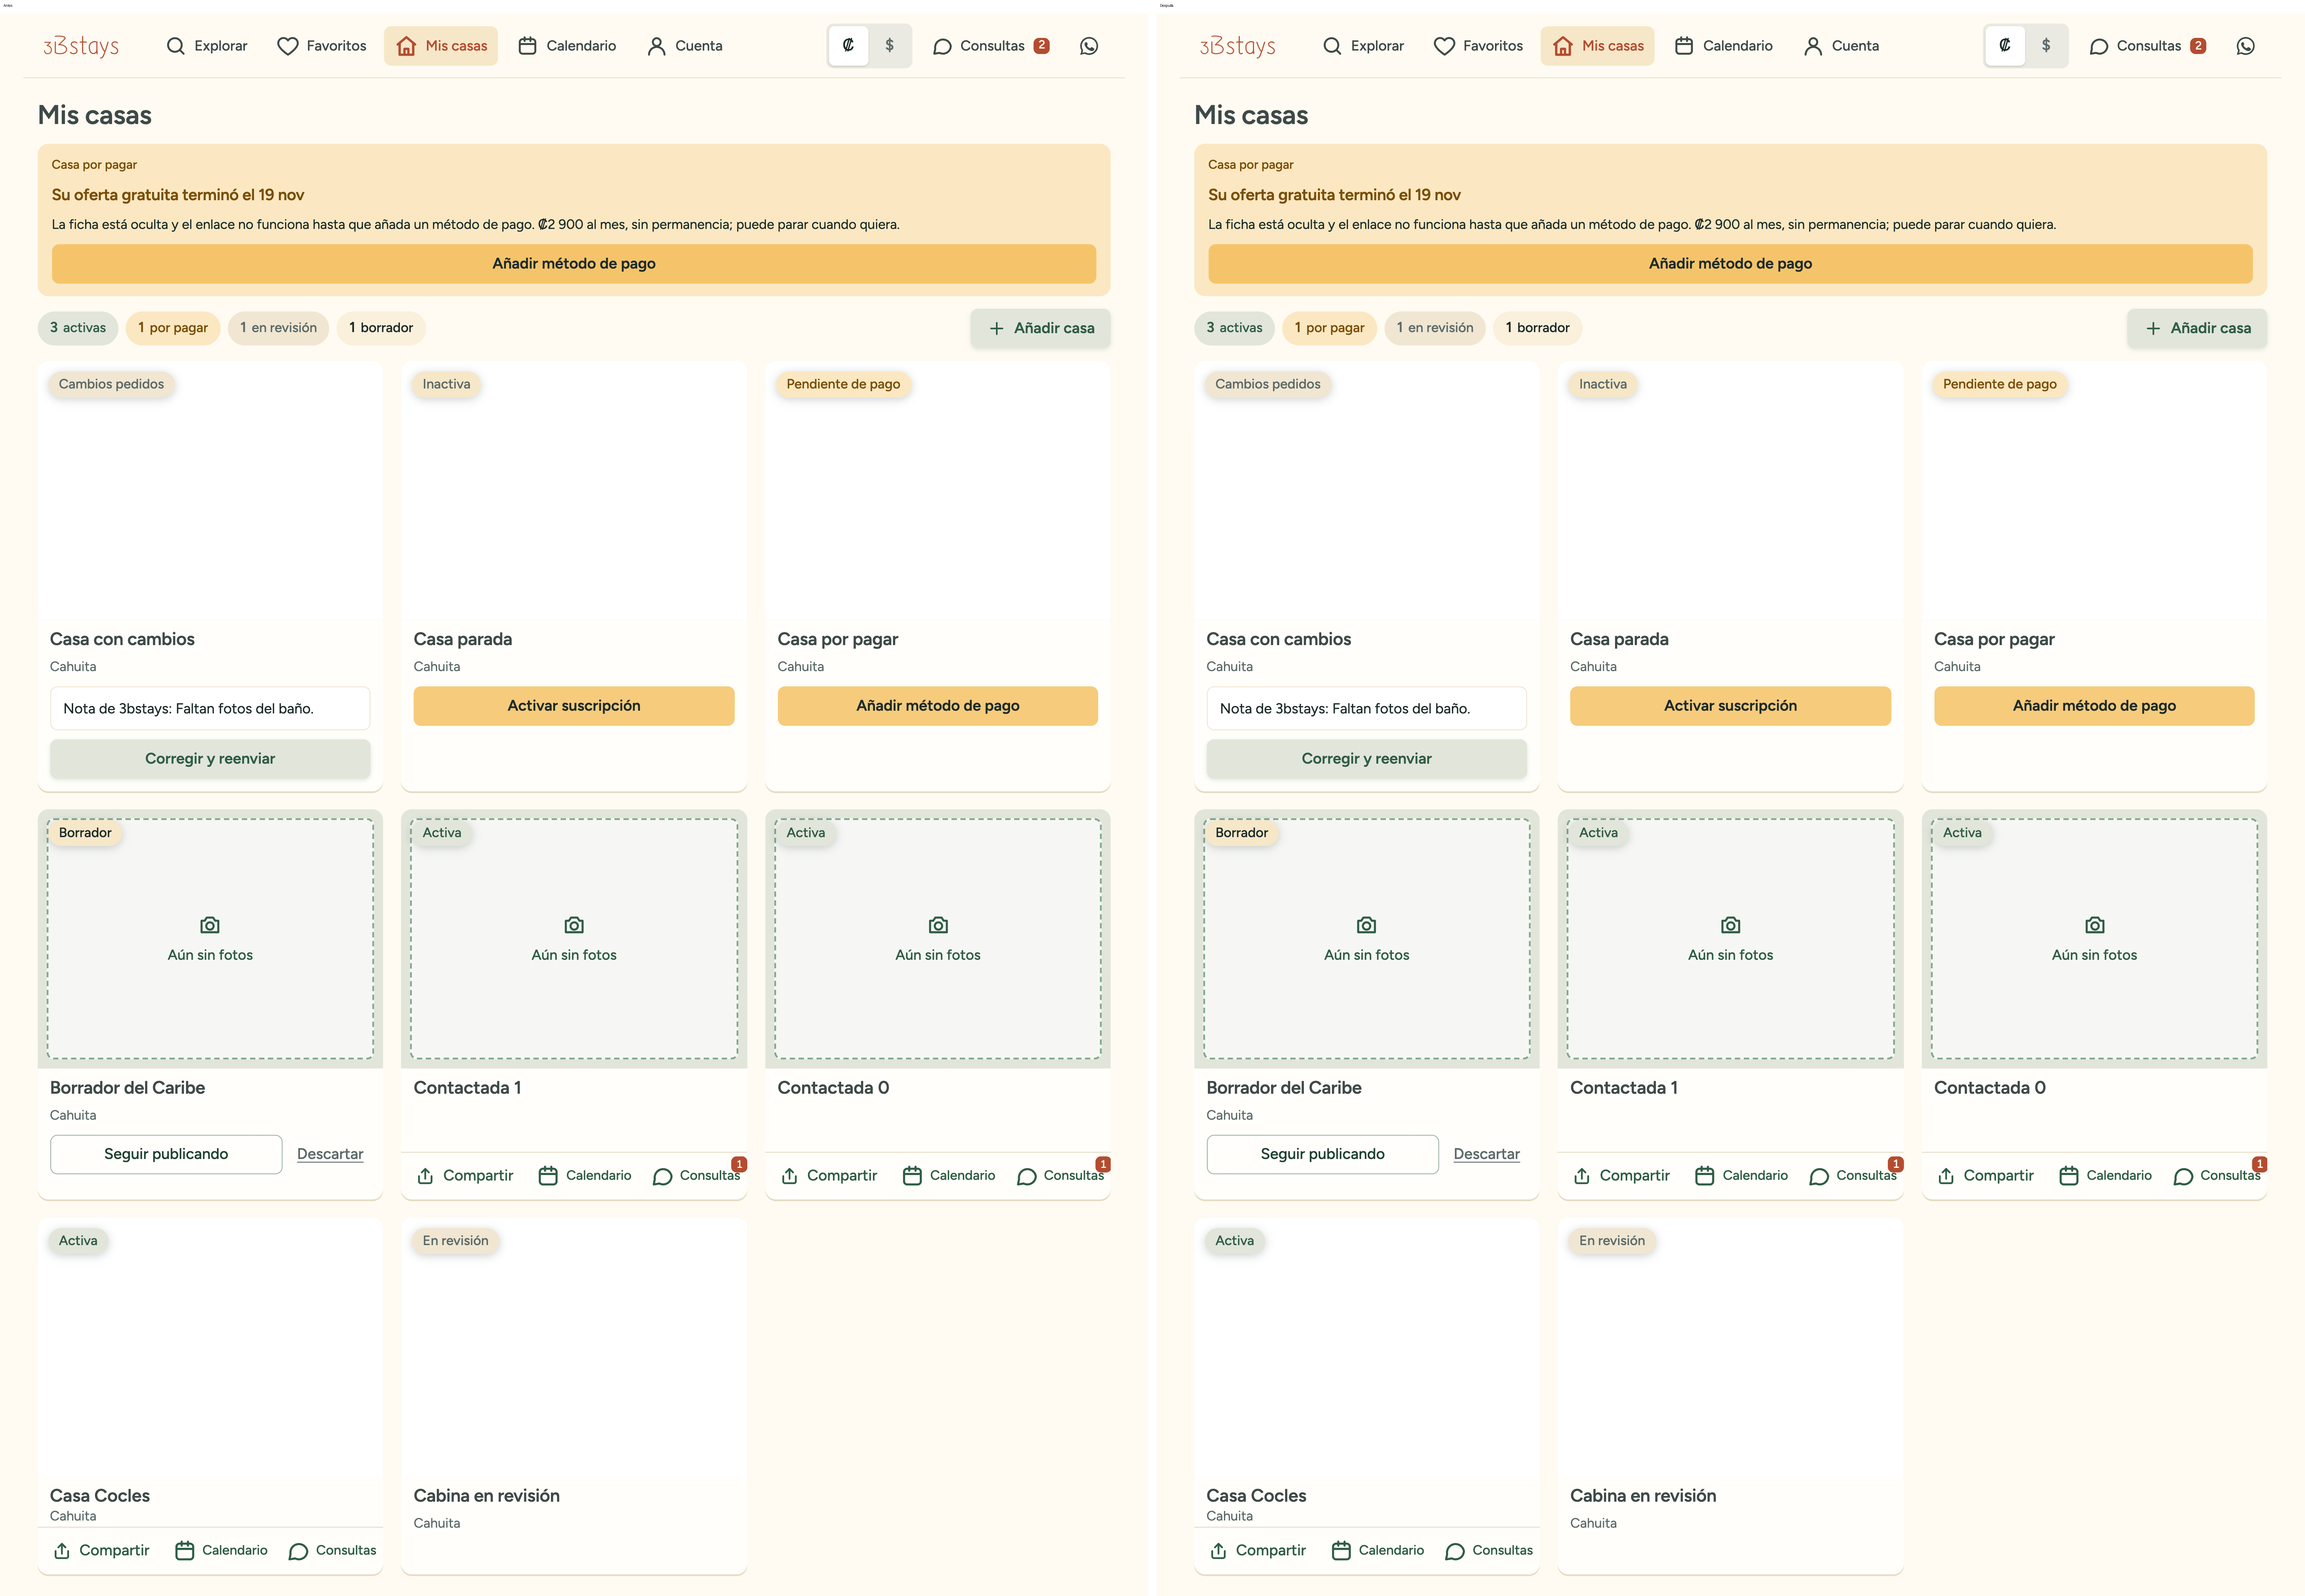 Antes
3Bstays
Explorar
Favoritos
Mis casas
Calendario
Cuenta
₡
$
Consultas 2
Mis casas
Casa por pagar
Su oferta gratuita terminó el 19 nov
La ficha está oculta y el enlace no funciona hasta que añada un método de pago. ₡2 900 al mes, sin permanencia; puede parar cuando quiera.
Añadir método de pago
3 activas
1 por pagar
1 en revisión
1 borrador
Añadir casa
Cambios pedidos
Inactiva
Pendiente de pago
Casa con cambios
Cahuita
Nota de 3bstays: Faltan fotos del baño.
Corregir y reenviar
Casa parada
Cahuita
Activar suscripción
Casa por pagar
Cahuita
Añadir método de pago
Borrador
Aún sin fotos
Activa
Aún sin fotos
Activa
Aún sin fotos
Borrador del Caribe
Cahuita
Seguir publicando
Descartar
Contactada 1
Compartir
Calendario
Consultas
1
Contactada 0
Compartir
Calendario
Consultas
1
Activa
En revisión
Casa Cocles
Cahuita
Compartir
Calendario
Consultas
Cabina en revisión
Cahuita
Después
3Bstays
Explorar
Favoritos
Mis casas
Calendario
Cuenta
₡
$
Consultas 2
Mis casas
Casa por pagar
Su oferta gratuita terminó el 19 nov
La ficha está oculta y el enlace no funciona hasta que añada un método de pago. ₡2 900 al mes, sin permanencia; puede parar cuando quiera.
Añadir método de pago
3 activas
1 por pagar
1 en revisión
1 borrador
Añadir casa
Cambios pedidos
Inactiva
Pendiente de pago
Casa con cambios
Cahuita
Nota de 3bstays: Faltan fotos del baño.
Corregir y reenviar
Casa parada
Cahuita
Activar suscripción
Casa por pagar
Cahuita
Añadir método de pago
Borrador
Aún sin fotos
Activa
Aún sin fotos
Activa
Aún sin fotos
Borrador del Caribe
Cahuita
Seguir publicando
Descartar
Contactada 1
Compartir
Calendario
Consultas
1
Contactada 0
Compartir
Calendario
Consultas
1
Activa
En revisión
Casa Cocles
Cahuita
Compartir
Calendario
Consultas
Cabina en revisión
Cahuita